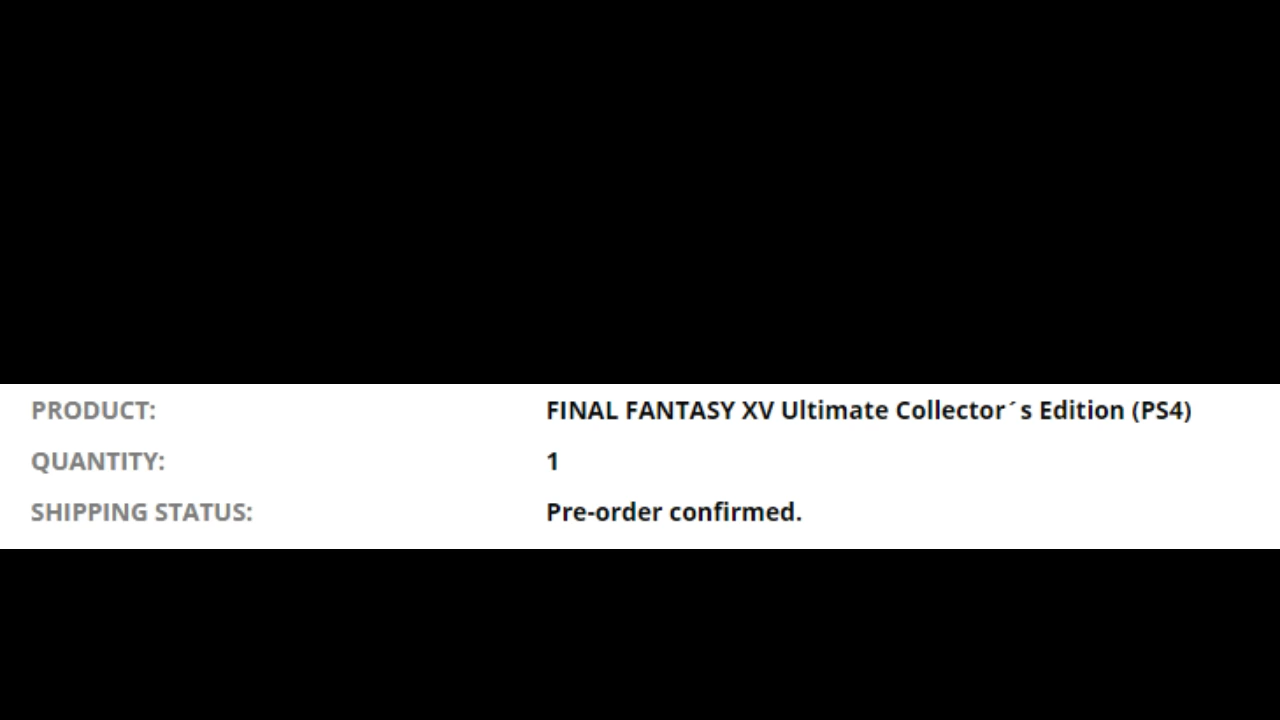 PRODUCT: FINAL FANTASY XV Ultimate Collector´s Edition (PS4)
QUANTITY: 1
SHIPPING STATUS: Pre-order confirmed.